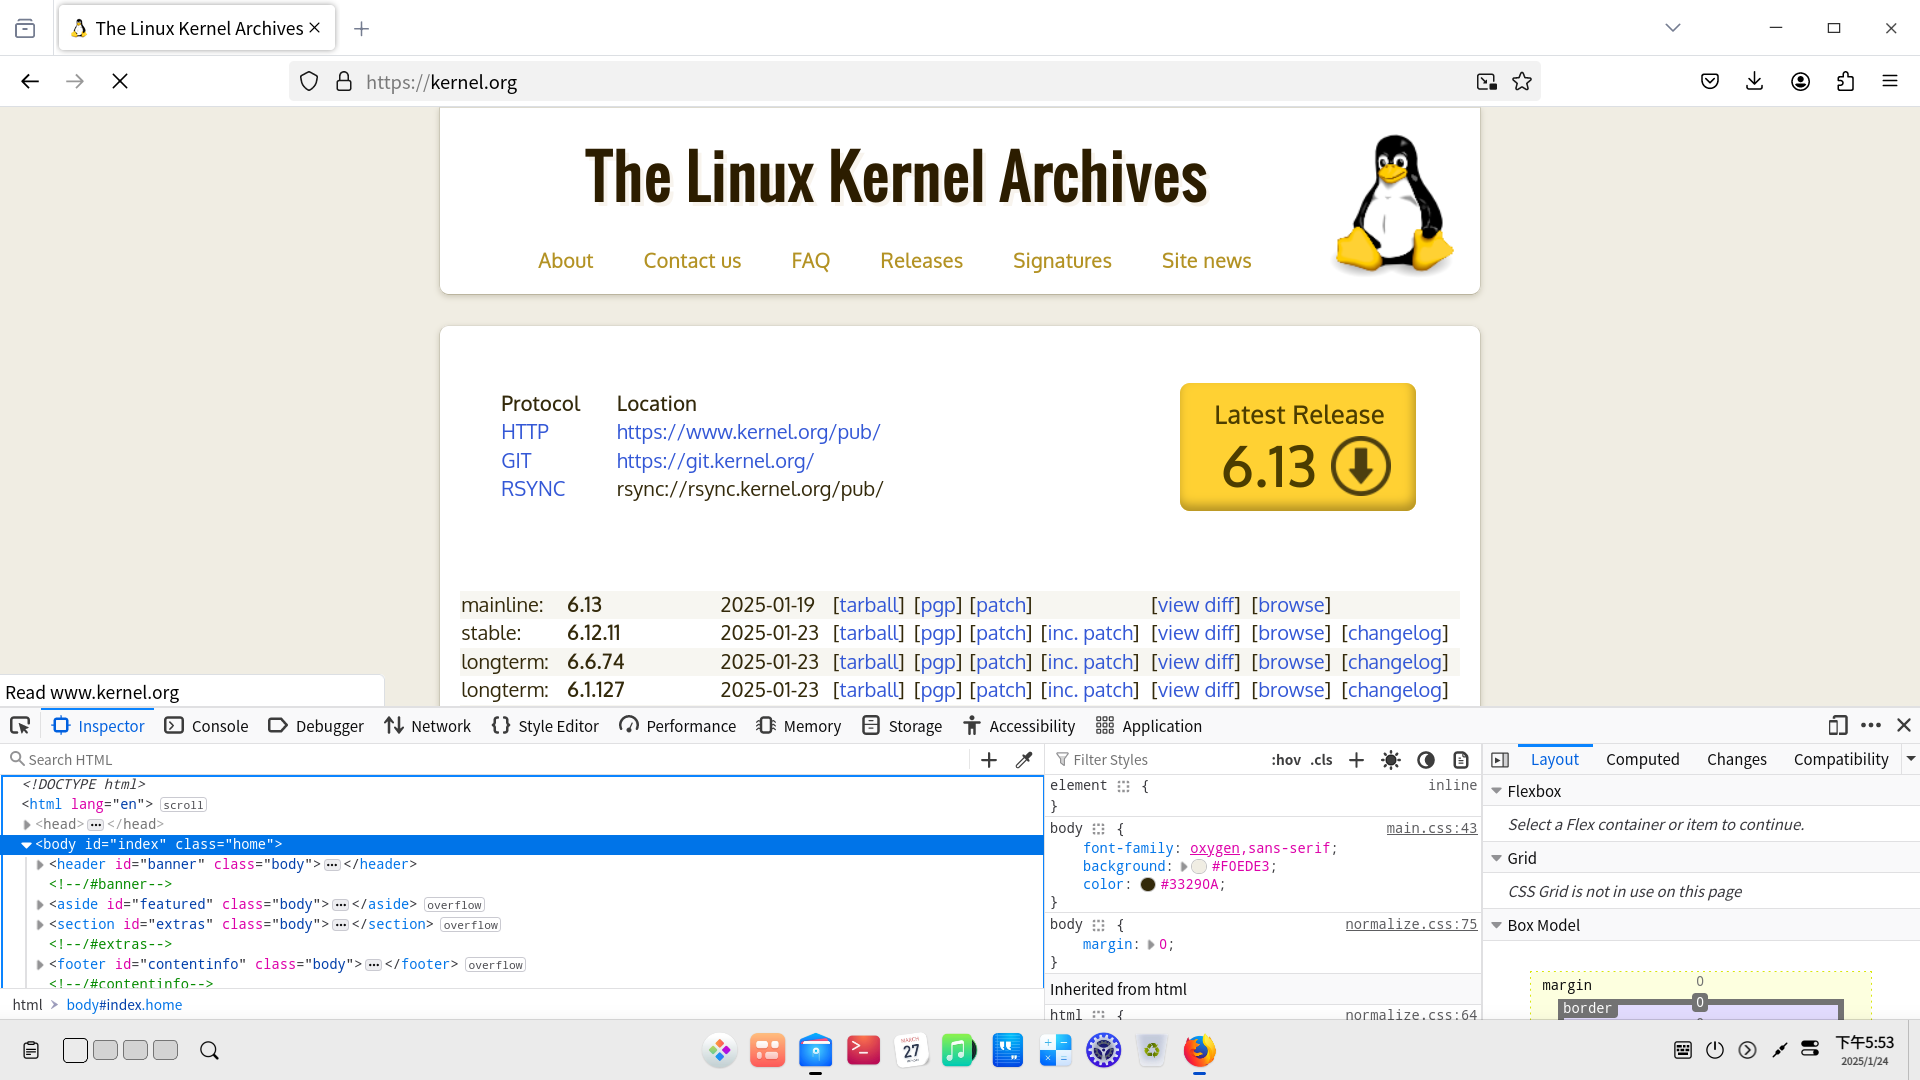 The Linux Kernel Archives
https://kernel.org
The Linux Kernel Archives
About Contact us FAQ Releases Signatures Site news
Protocol Location
HTTP https://www.kernel.org/pub/
GIT https://git.kernel.org/
RSYNC rsync://rsync.kernel.org/pub/
Latest Release
6.13
mainline: 6.13 2025-01-19 [tarball] [pgp] [patch] [view diff] [browse]
stable: 6.12.11 2025-01-23 [tarball] [pgp] [patch] [inc. patch] [view diff] [browse] [changelog]
longterm: 6.6.74 2025-01-23 [tarball] [pgp] [patch] [inc. patch] [view diff] [browse] [changelog]
longterm: 6.1.127 2025-01-23 [tarball] [pgp] [patch] [inc. patch] [view diff] [browse] [changelog]
Read www.kernel.org
Inspector Console Debugger Network Style Editor Performance Memory Storage Accessibility Application
Search HTML
<!DOCTYPE html>
<html lang="en"> scroll
<head>···</head>
<body id="index" class="home">
<header id="banner" class="body">···</header>
<!--/#banner-->
<aside id="featured" class="body">···</aside> overflow
<section id="extras" class="body">···</section> overflow
<!--/#extras-->
<footer id="contentinfo" class="body">···</footer> overflow
<!--/#contentinfo-->
html > body#index.home
Filter Styles :hov .cls
element { inline
}
body { main.css:43
font-family: oxygen,sans-serif;
background: #F0EDE3;
color: #33290A;
}
body { normalize.css:75
margin: 0;
}
Inherited from html
html { normalize.css:64
Layout Computed Changes Compatibility
Flexbox
Select a Flex container or item to continue.
Grid
CSS Grid is not in use on this page
Box Model
margin 0
border 0
MARCH
27
下午5:53
2025/1/24